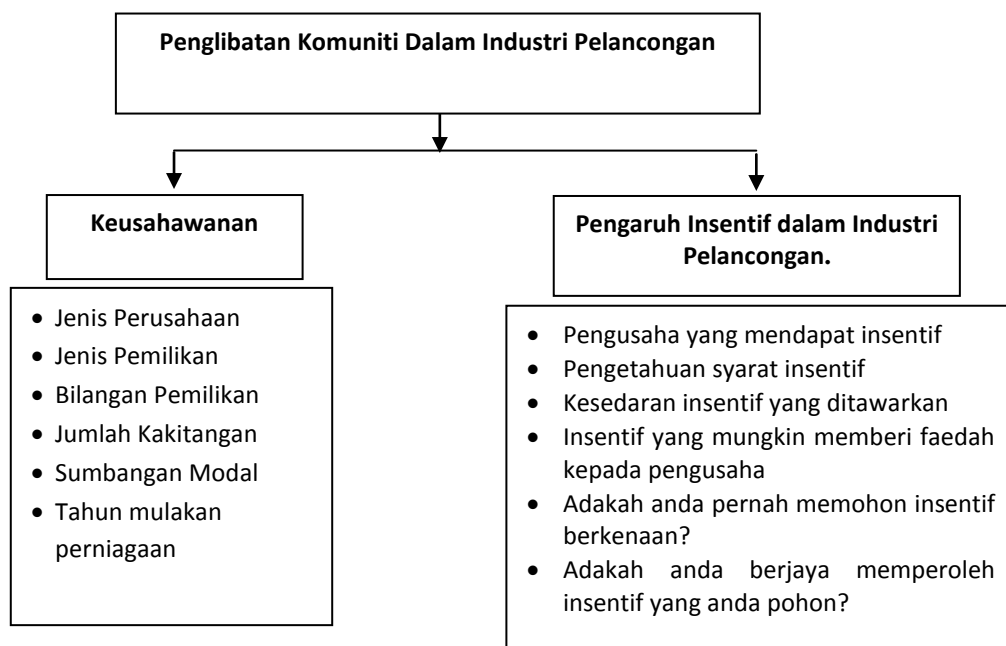 Penglibatan Komuniti Dalam Industri Pelancongan
Keusahawanan
• Jenis Perusahaan
• Jenis Pemilikan
• Bilangan Pemilikan
• Jumlah Kakitangan
• Sumbangan Modal
• Tahun mulakan
perniagaan
Pengaruh Insentif dalam Industri
Pelancongan.
• Pengusaha yang mendapat insentif
• Pengetahuan syarat insentif
• Kesedaran insentif yang ditawarkan
• Insentif yang mungkin memberi faedah
kepada pengusaha
• Adakah anda pernah memohon insentif
berkenaan?
• Adakah anda berjaya memperoleh
insentif yang anda pohon?